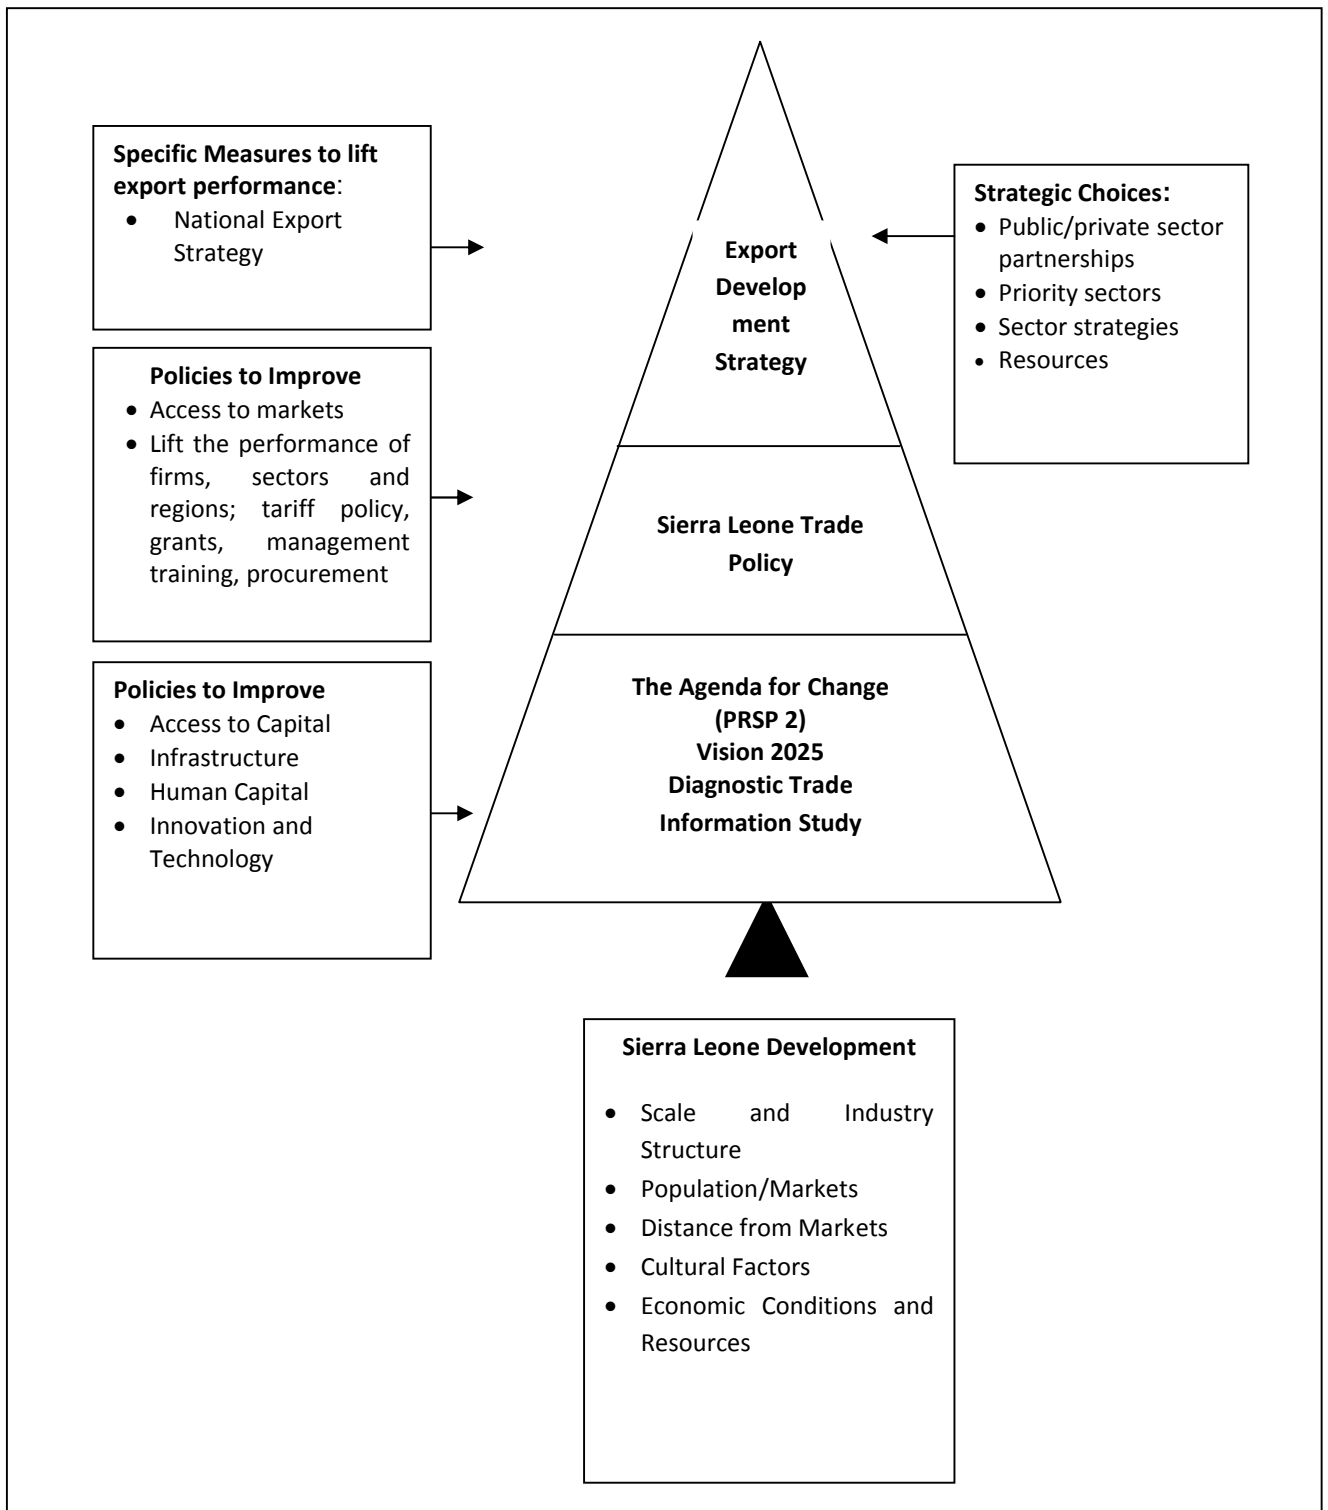 Specific Measures to lift
export performance:
• National Export
Strategy
Policies to Improve
• Access to markets
• Lift the performance of
firms, sectors and
regions; tariff policy,
grants, management
training, procurement
Policies to Improve
• Access to Capital
• Infrastructure
• Human Capital
• Innovation and
Technology
Export
Develop
ment
Strategy
Sierra Leone Trade
Policy
The Agenda for Change
(PRSP 2)
Vision 2025
Diagnostic Trade
Information Study
Strategic Choices:
• Public/private sector
partnerships
• Priority sectors
• Sector strategies
• Resources
Sierra Leone Development
• Scale and Industry
Structure
• Population/Markets
• Distance from Markets
• Cultural Factors
• Economic Conditions and
Resources